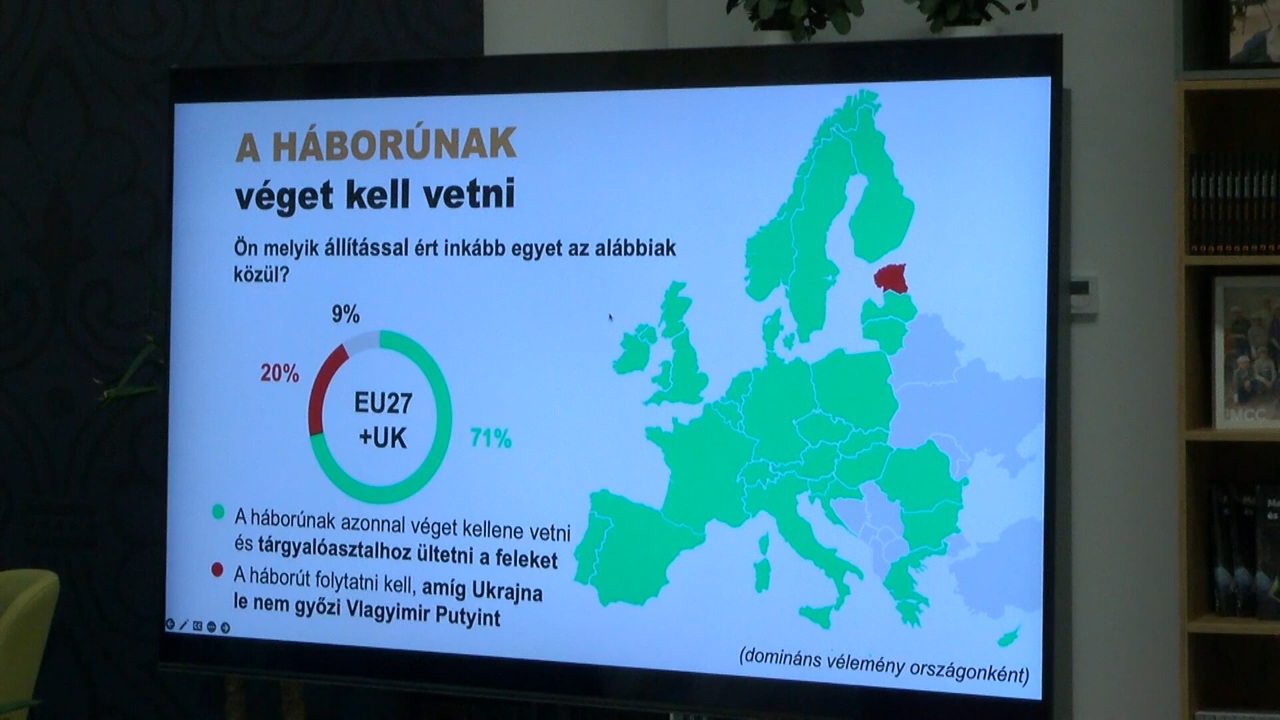 A HÁBORÚNAK
véget kell vetni
Ön melyik állítással ért inkább egyet az alábbiak
közül?
9%
20%
EU27
+UK
71%
A háborúnak azonnal véget kellene vetni
és tárgyalóasztalhoz ültetni a feleket
A háborút folytatni kell, amíg Ukrajna
le nem győzi Vlagyimir Putyint
(domináns vélemény országonként)
MCC